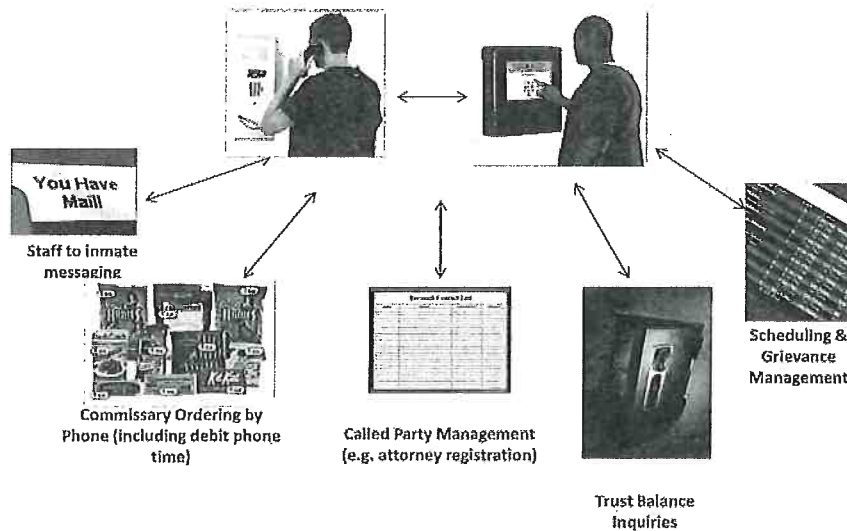 You Have
Mail!
Staff to inmate
messaging
Commissary Ordering by
Phone (including debit phone
time)
Called Party Management
(e.g. attorney registration)
Trust Balance
Inquiries
Scheduling &
Grievance
Management